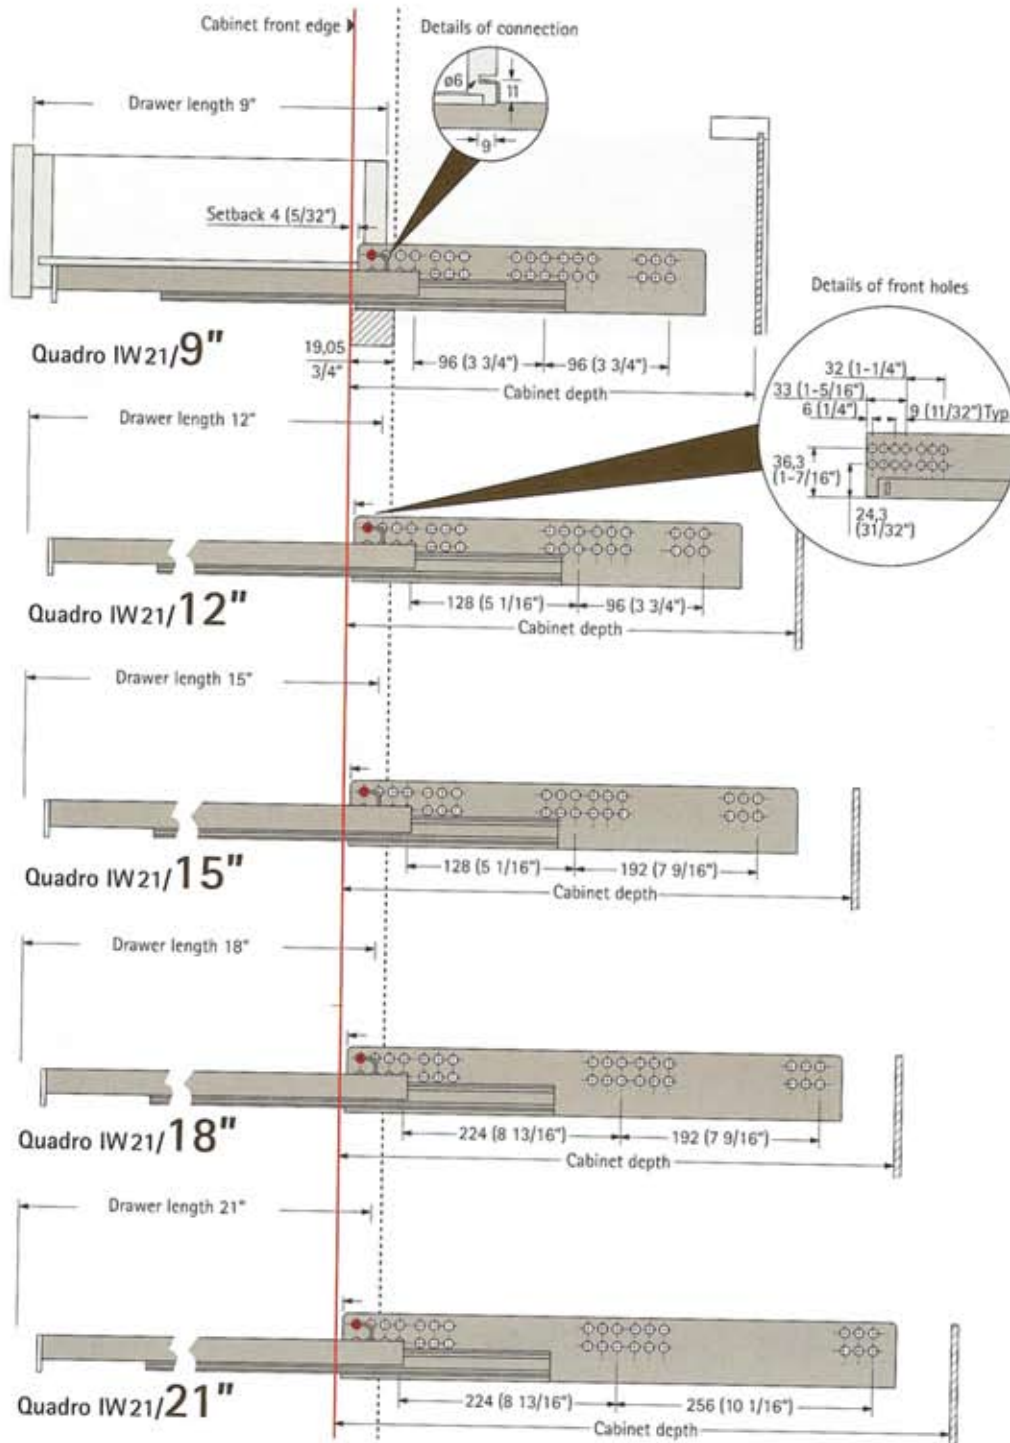 Cabinet front edge
Details of connection
ø6
11
9
Drawer length 9"
Setback 4 (5/32")
Quadro IW21/9"
19,05
3/4"
96 (3 3/4")
96 (3 3/4")
Cabinet depth
Details of front holes
32 (1-1/4")
33 (1-5/16")
6 (1/4")
9 (11/32")Typ
36,3
(1-7/16")
24,3
(31/32")
Drawer length 12"
Quadro IW21/12"
128 (5 1/16")
96 (3 3/4")
Cabinet depth
Drawer length 15"
Quadro IW21/15"
128 (5 1/16")
192 (7 9/16")
Cabinet depth
Drawer length 18"
Quadro IW21/18"
224 (8 13/16")
192 (7 9/16")
Cabinet depth
Drawer length 21"
Quadro IW21/21"
224 (8 13/16")
256 (10 1/16")
Cabinet depth